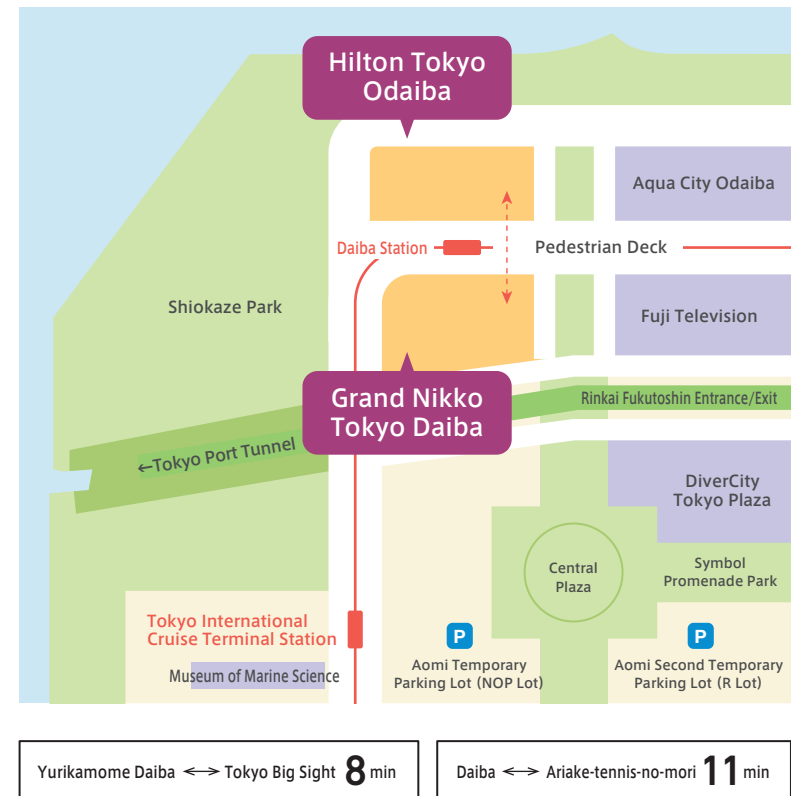 Hilton Tokyo
Odaiba
Aqua City Odaiba
Daiba Station
Pedestrian Deck
Shiokaze Park
Fuji Television
Grand Nikko
Tokyo Daiba
Rinkai Fukutoshin Entrance/Exit
←Tokyo Port Tunnel
DiverCity
Tokyo Plaza
Central
Plaza
Symbol
Promenade Park
Tokyo International
Cruise Terminal Station
Museum of Marine Science
P
Aomi Temporary
Parking Lot (NOP Lot)
P
Aomi Second Temporary
Parking Lot (R Lot)
Yurikamome Daiba ⟷ Tokyo Big Sight 8 min
Daiba ⟷ Ariake-tennis-no-mori 11 min